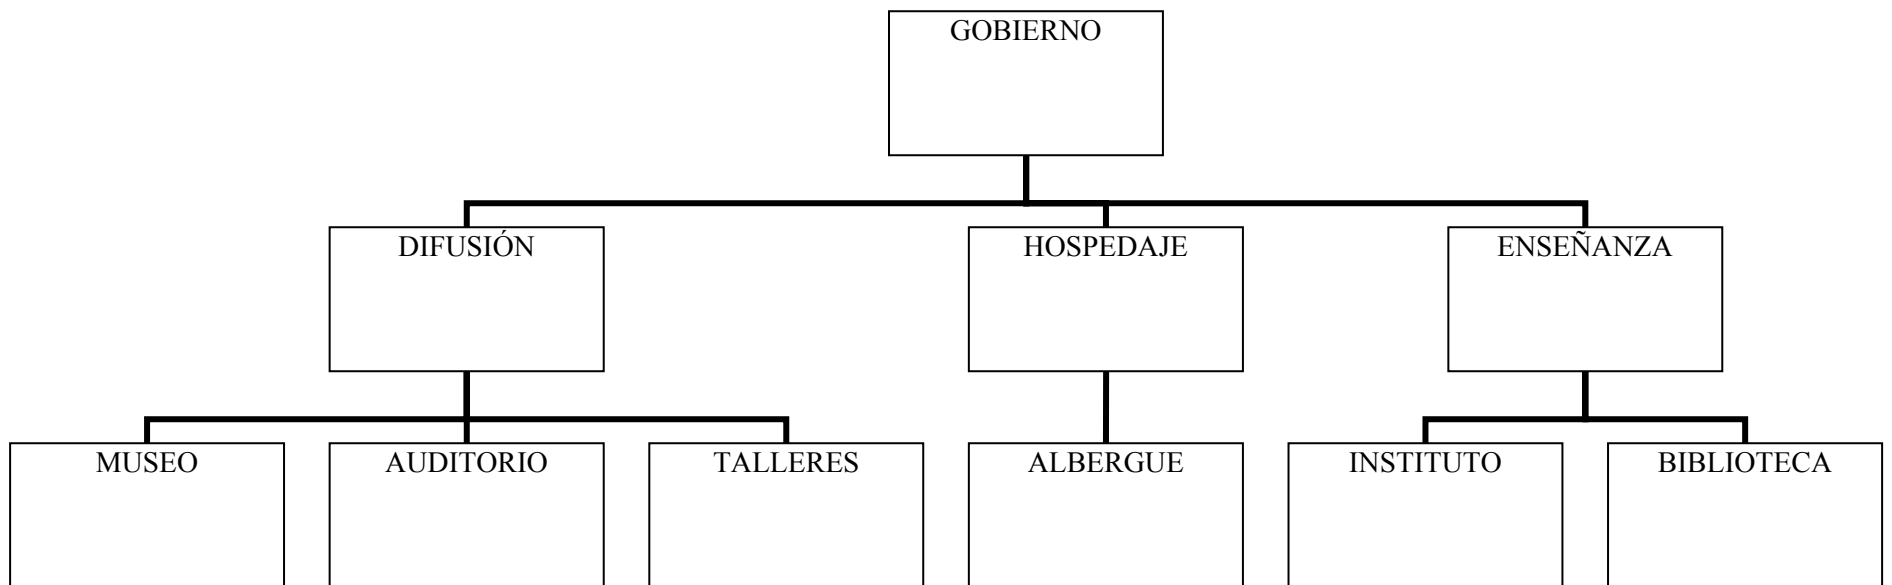 GOBIERNO
DIFUSIÓN
HOSPEDAJE
ENSEÑANZA
MUSEO
AUDITORIO
TALLERES
ALBERGUE
INSTITUTO
BIBLIOTECA